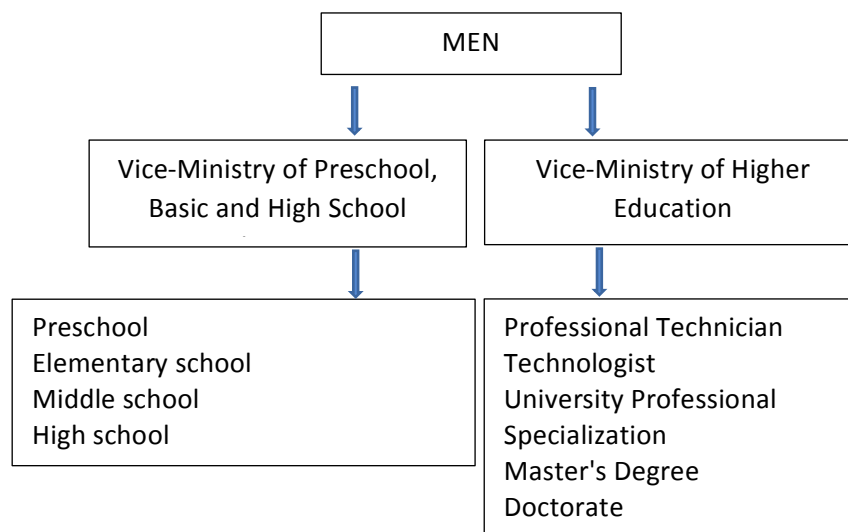 MEN
Vice-Ministry of Preschool,
Basic and High School
Vice-Ministry of Higher
Education
Preschool
Elementary school
Middle school
High school
Professional Technician
Technologist
University Professional
Specialization
Master's Degree
Doctorate